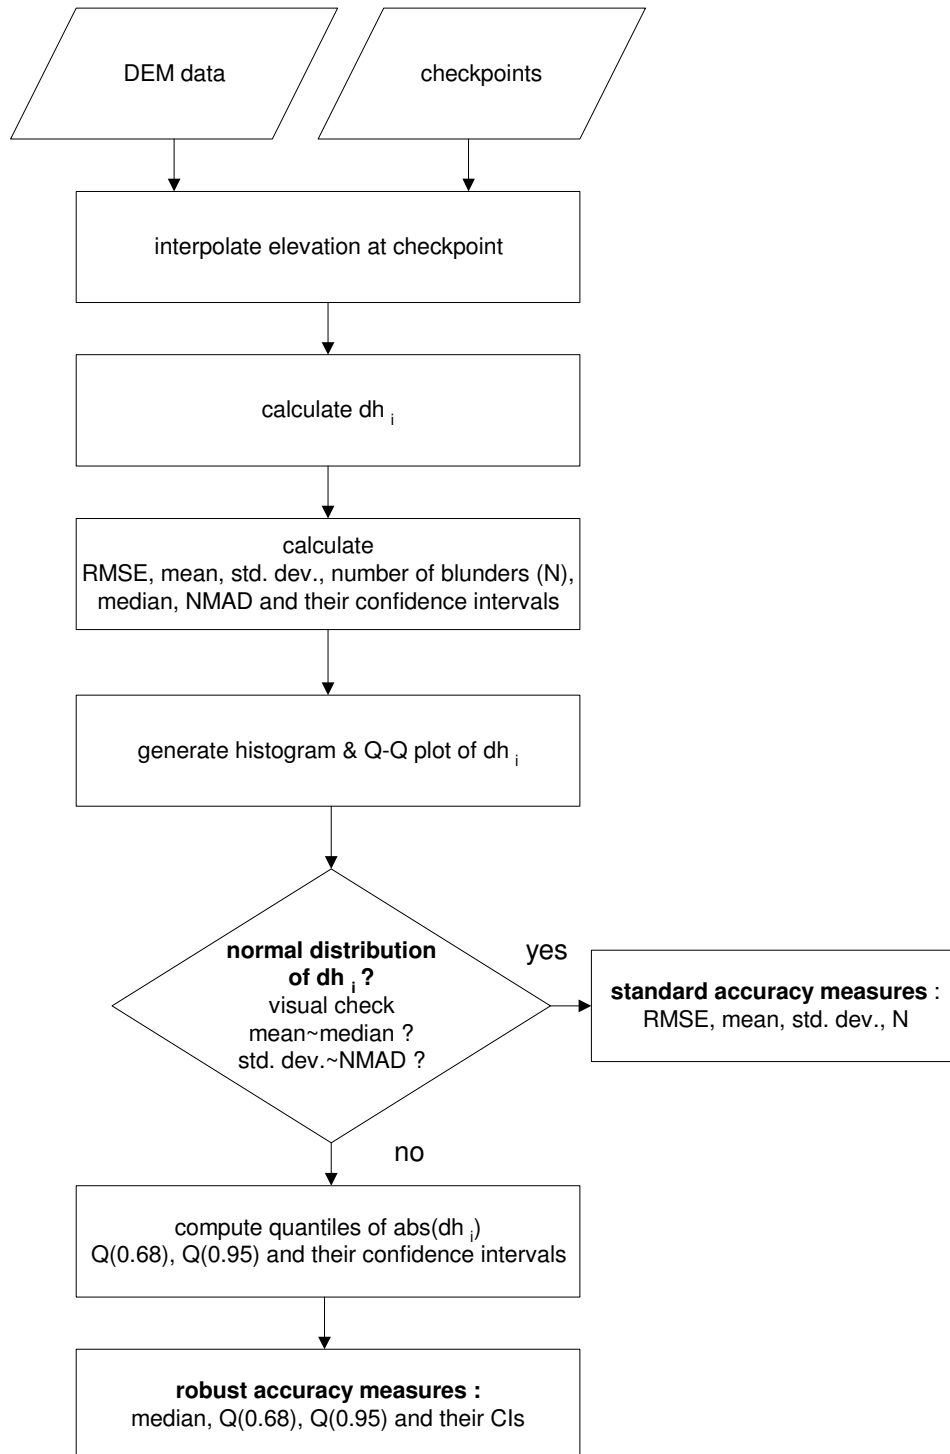 DEM data
checkpoints
interpolate elevation at checkpoint
calculate dh i
calculate
RMSE, mean, std. dev., number of blunders (N),
median, NMAD and their confidence intervals
generate histogram & Q-Q plot of dh i
normal distribution
of dh i ?
visual check
mean~median ?
std. dev.~NMAD ?
yes
standard accuracy measures :
RMSE, mean, std. dev., N
no
compute quantiles of abs(dh i)
Q(0.68), Q(0.95) and their confidence intervals
robust accuracy measures :
median, Q(0.68), Q(0.95) and their CIs